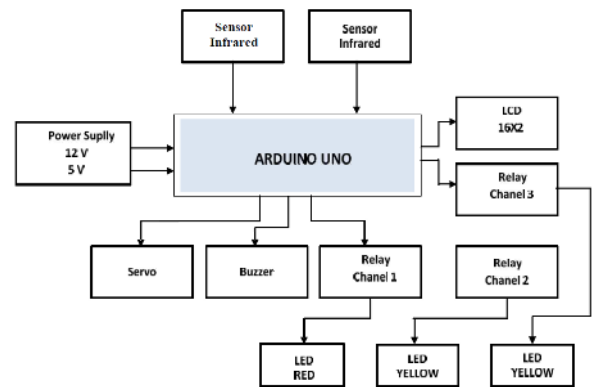 Sensor
Infrared
Sensor
Infrared
Power Suplly
12 V
5 V
ARDUINO UNO
LCD
16X2
Relay
Chanel 3
Servo
Buzzer
Relay
Chanel 1
Relay
Chanel 2
LED
RED
LED
YELLOW
LED
YELLOW